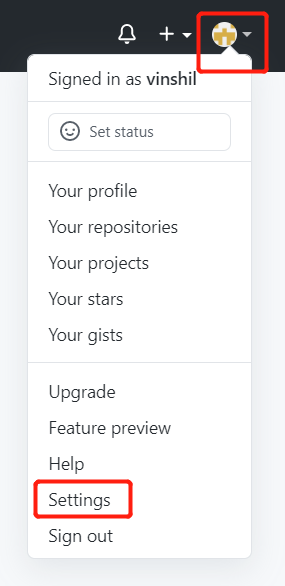 Signed in as vinshil
Set status
Your profile
Your repositories
Your projects
Your stars
Your gists
Upgrade
Feature preview
Help
Settings
Sign out